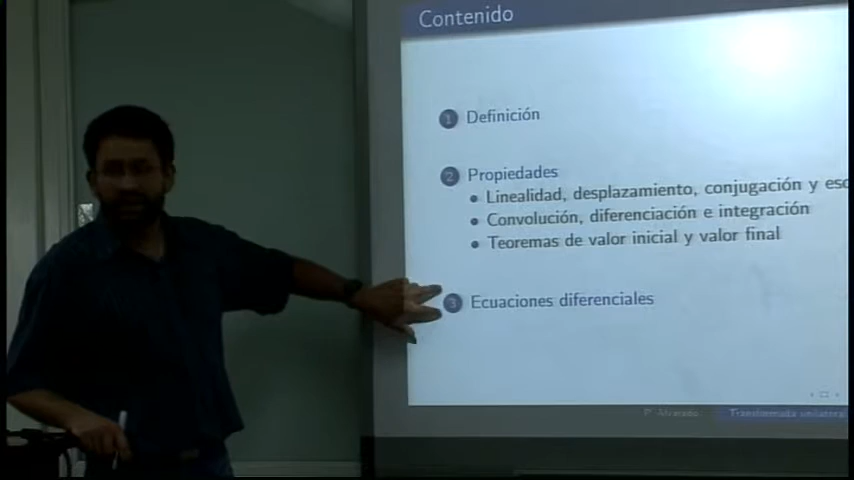 Contenido
1 Definición
2 Propiedades
• Linealidad, desplazamiento, conjugación y esc
• Convolución, diferenciación e integración
• Teoremas de valor inicial y valor final
3 Ecuaciones diferenciales
P. Alvarado
Transformada unilatera